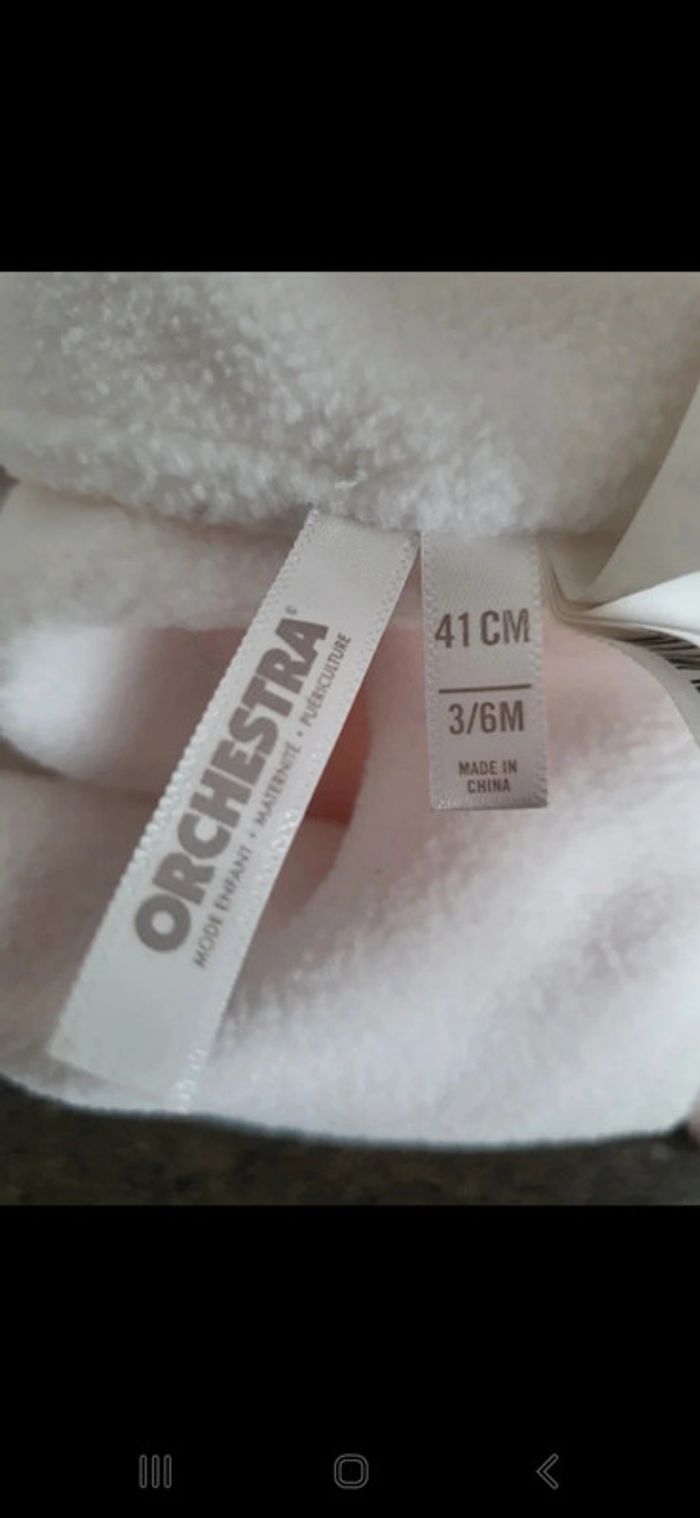 ORCHESTRA®
MODE ENFANT • MATERNITÉ • PUÉRICULTURE
41 CM
3/6M
MADE IN
CHINA